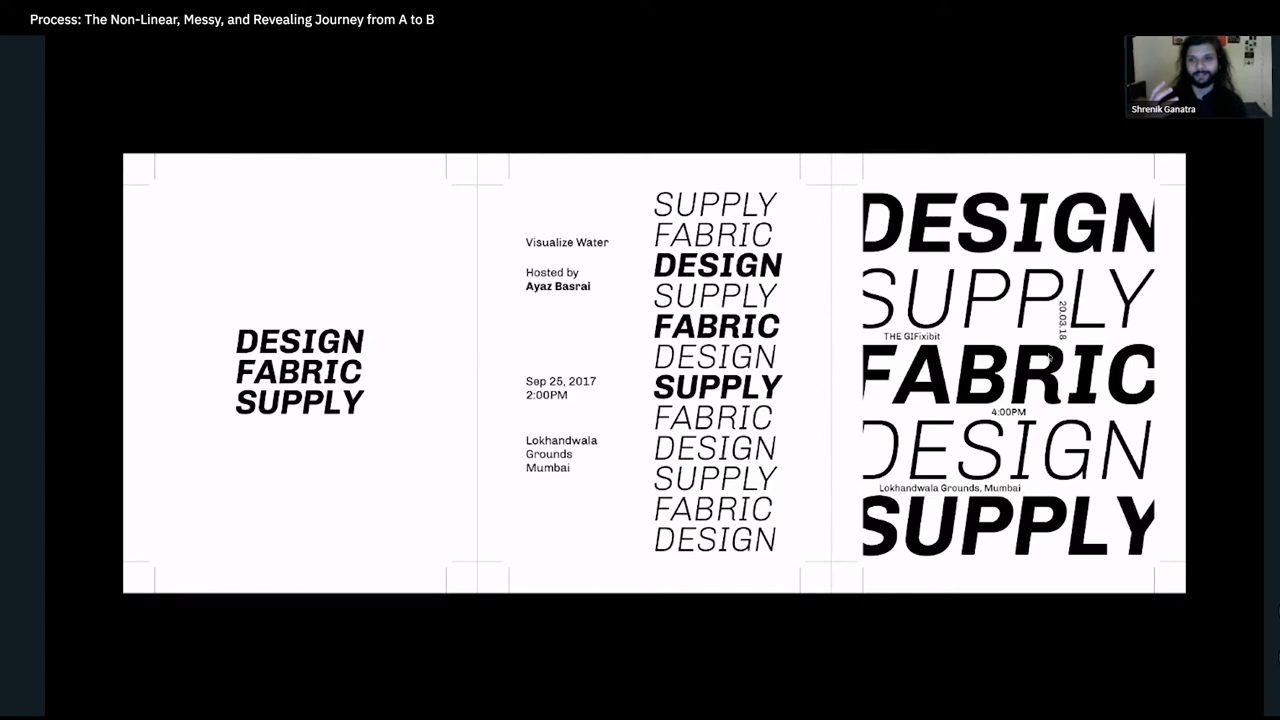 Process: The Non-Linear, Messy, and Revealing Journey from A to B
Shrenik Ganatra
DESIGN
FABRIC
SUPPLY
Visualize Water
Hosted by
Ayaz Basrai
Sep 25, 2017
2:00PM
Lokhandwala
Grounds
Mumbai
SUPPLY
FABRIC
DESIGN
SUPPLY
FABRIC
DESIGN
SUPPLY
FABRIC
DESIGN
SUPPLY
FABRIC
DESIGN
DESIGN
SUPPLY
20.03.18
THE GIFixibit
FABRIC
4:00PM
DESIGN
Lokhandwala Grounds, Mumbai
SUPPLY